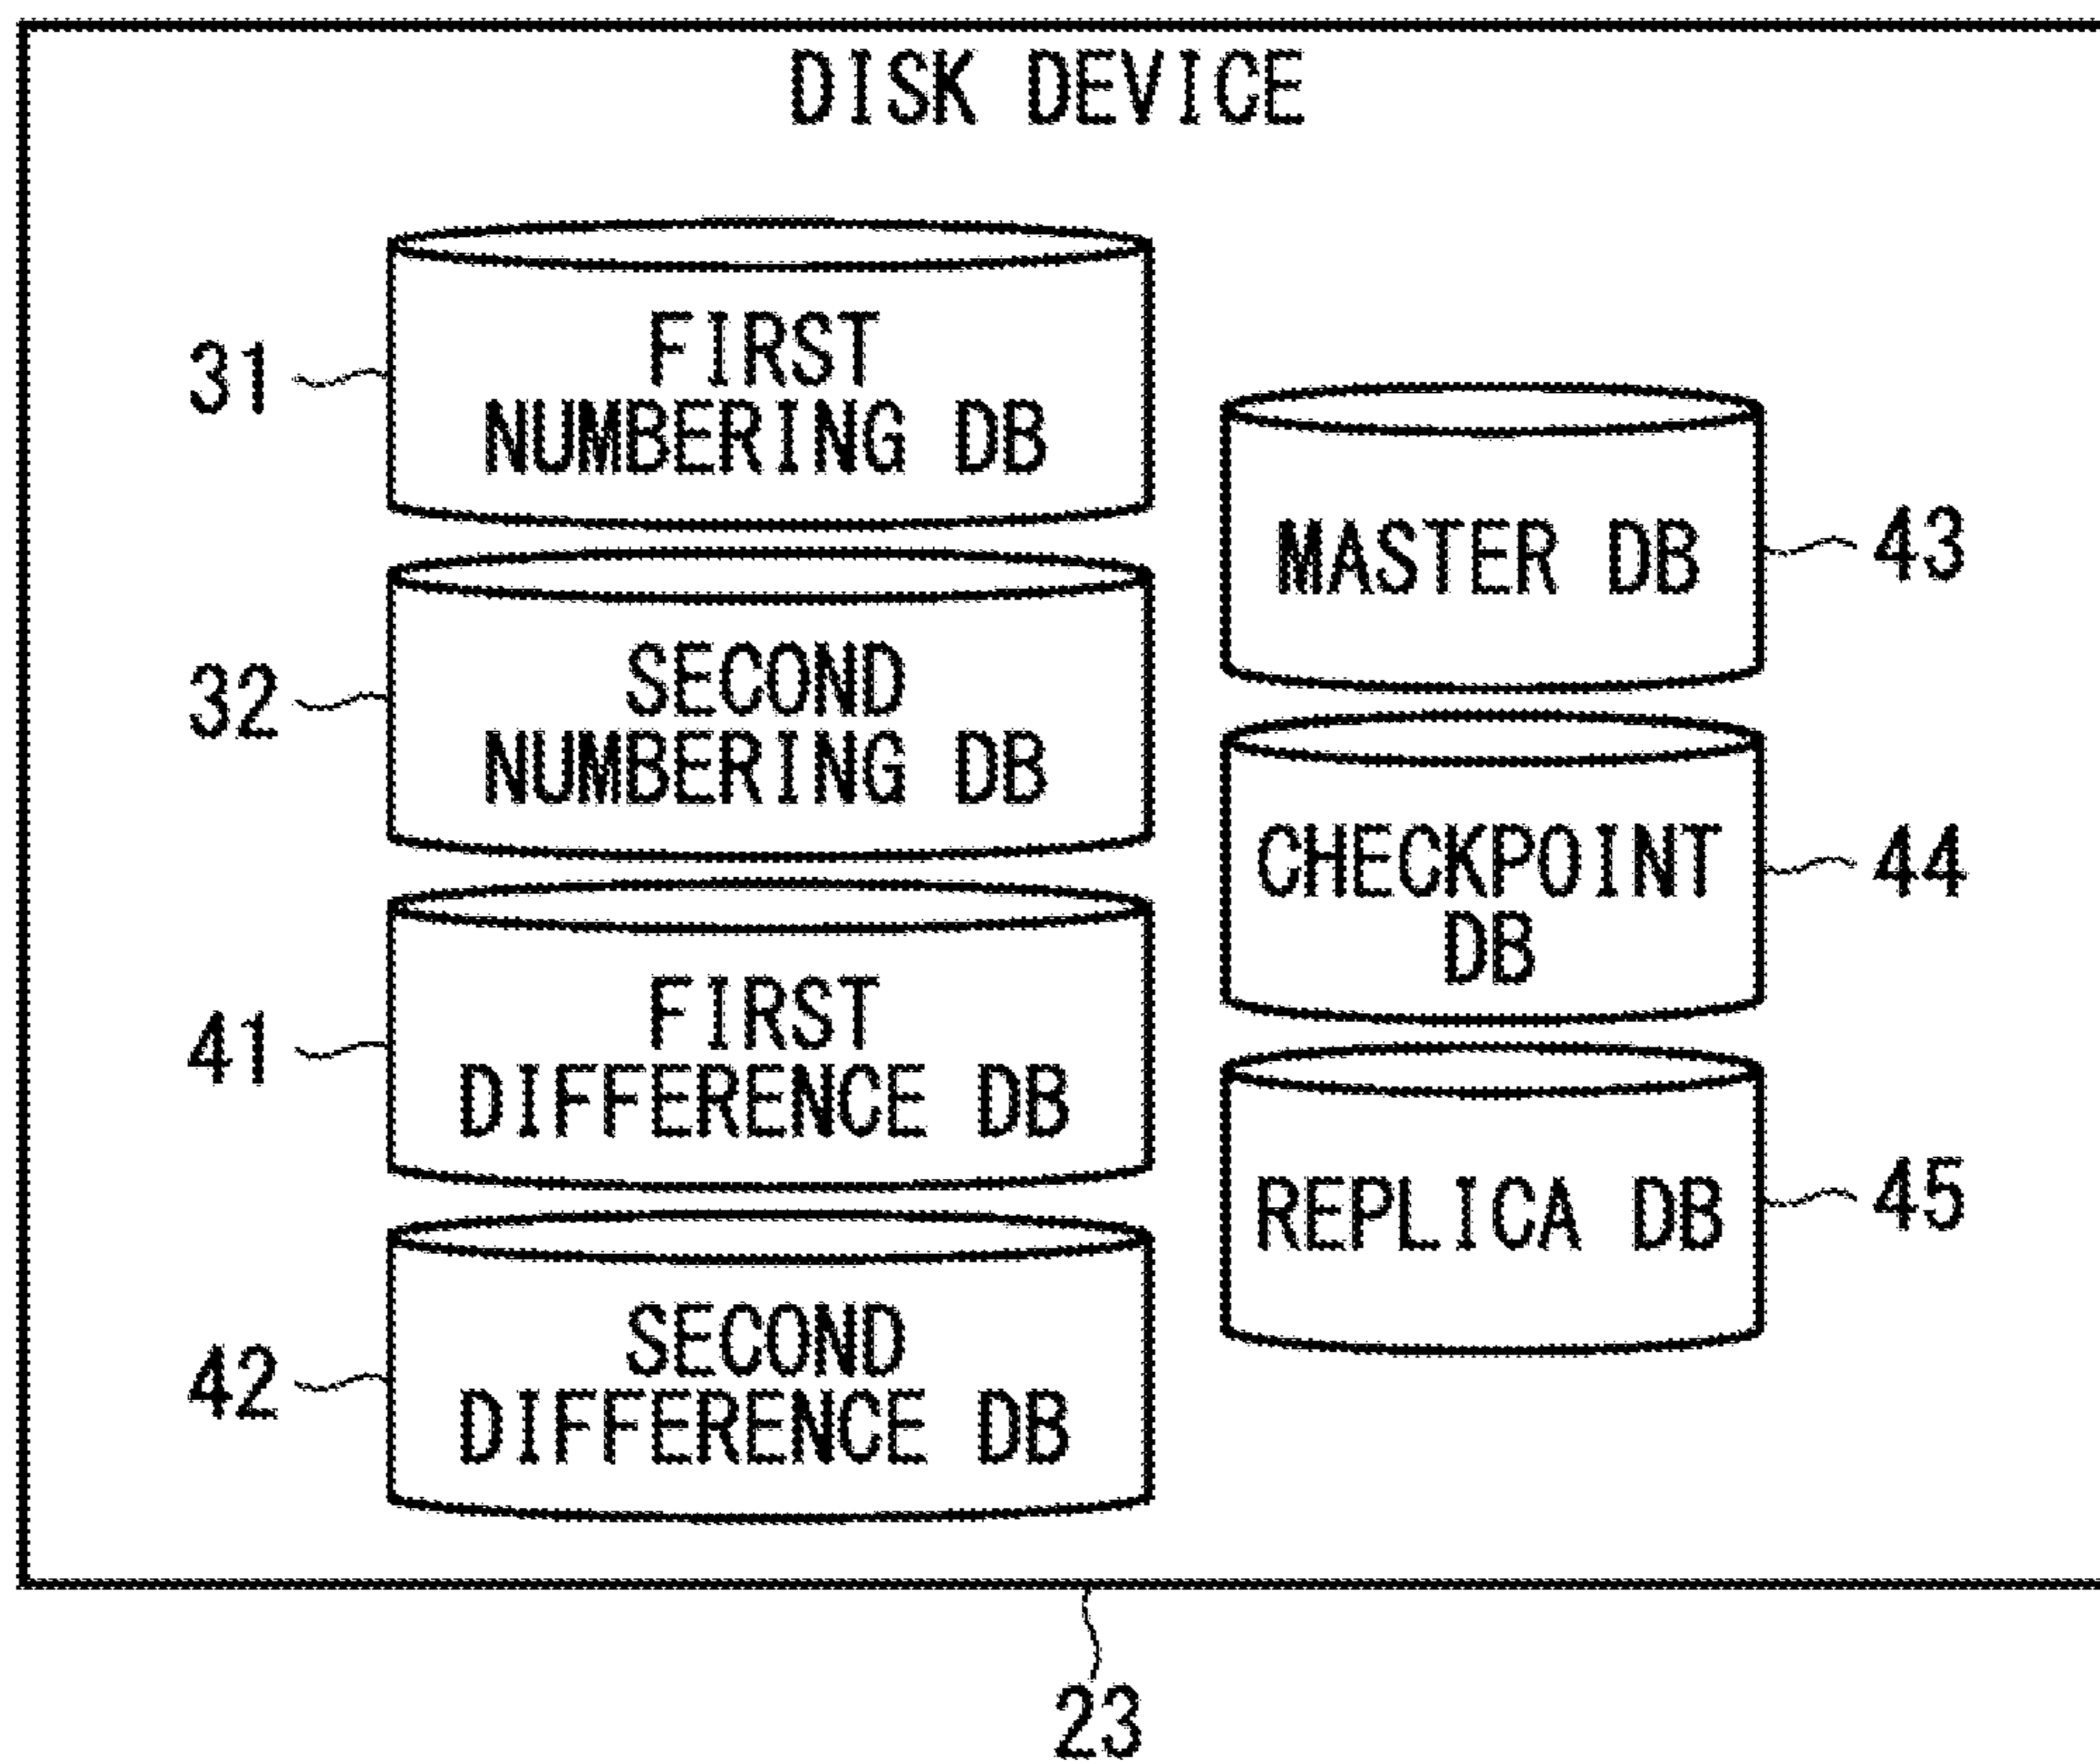 DISK DEVICE
31
FIRST
NUMBERING DB
32
SECOND
NUMBERING DB
41
FIRST
DIFFERENCE DB
42
SECOND
DIFFERENCE DB
MASTER DB
43
CHECKPOINT
DB
44
REPLICA DB
45
23